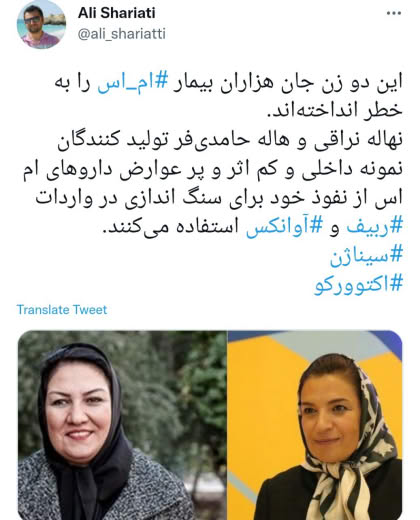 Ali Shariati
@ali_shariatti
این دو زن جان هزاران بیمار #ام_اس را به
خطر انداخته‌اند.
نهاله نراقی و هاله حامدی‌فر تولید کنندگان
نمونه داخلی و کم اثر و پر عوارض داروهای ام
اس از نفوذ خود برای سنگ اندازی در واردات
#ربیف و #آوانکس استفاده می‌کنند.
#سیناژن
#اکتوورکو
Translate Tweet